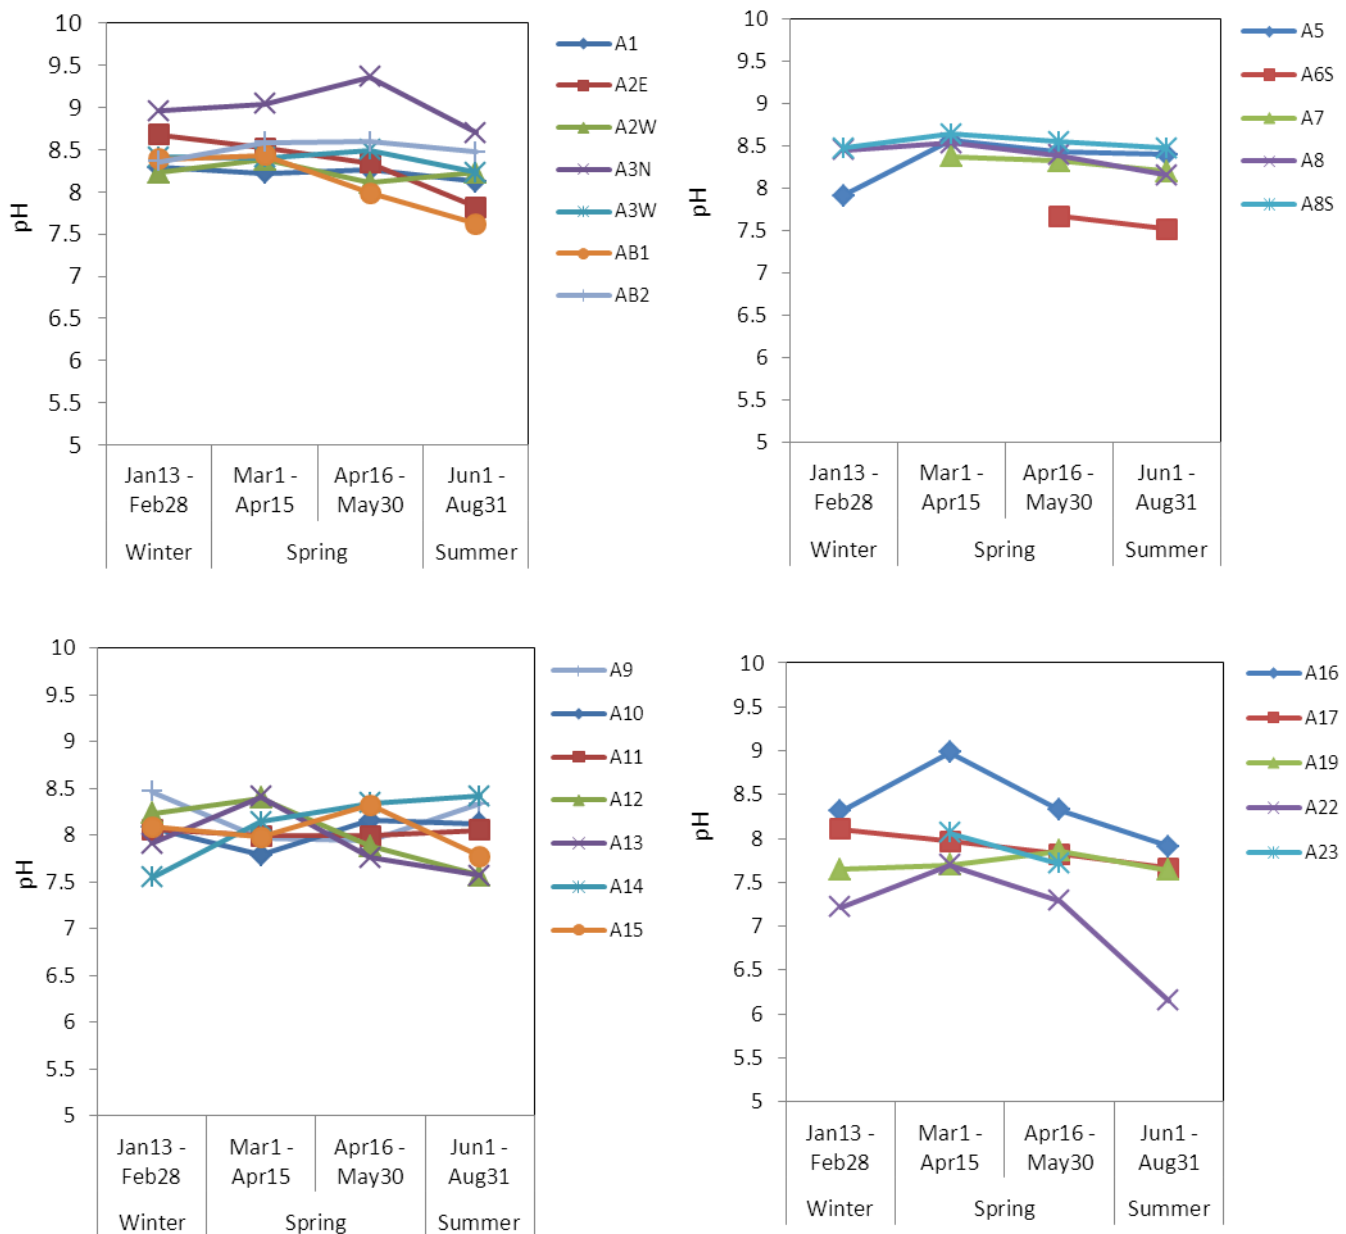 10
9.5
9
8.5
8
7.5
7
6.5
6
5.5
5
pH
Jan13 - Feb28
Mar1 - Apr15
Apr16 - May30
Jun1 - Aug31
Winter
Spring
Summer
A1
A2E
A2W
A3N
A3W
AB1
AB2
10
9.5
9
8.5
8
7.5
7
6.5
6
5.5
5
pH
Jan13 - Feb28
Mar1 - Apr15
Apr16 - May30
Jun1 - Aug31
Winter
Spring
Summer
A5
A6S
A7
A8
A8S
10
9.5
9
8.5
8
7.5
7
6.5
6
5.5
5
pH
Jan13 - Feb28
Mar1 - Apr15
Apr16 - May30
Jun1 - Aug31
Winter
Spring
Summer
A9
A10
A11
A12
A13
A14
A15
10
9.5
9
8.5
8
7.5
7
6.5
6
5.5
5
pH
Jan13 - Feb28
Mar1 - Apr15
Apr16 - May30
Jun1 - Aug31
Winter
Spring
Summer
A16
A17
A19
A22
A23